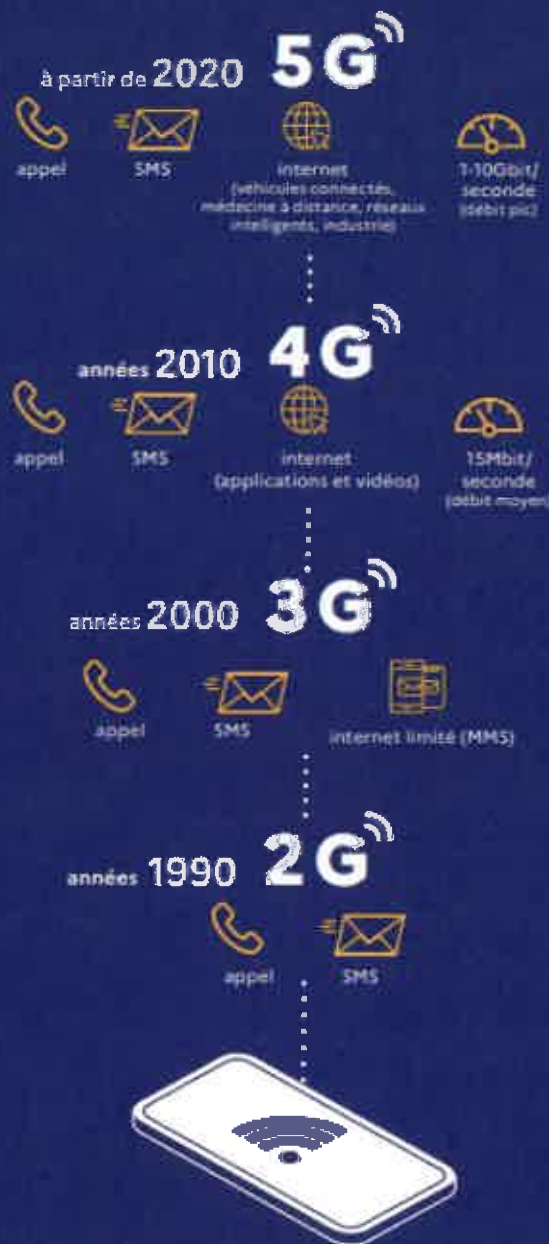 à partir de 2020 5G
appel
SMS
internet
(véhicules connectés,
médecine à distance, réseaux
intelligents, industrie)
1-10Gbit/
seconde
(débit pic)
années 2010 4G
appel
SMS
internet
(applications et vidéos)
15Mbit/
seconde
(débit moyen)
années 2000 3G
appel
SMS
internet limité (MMS)
années 1990 2G
appel
SMS